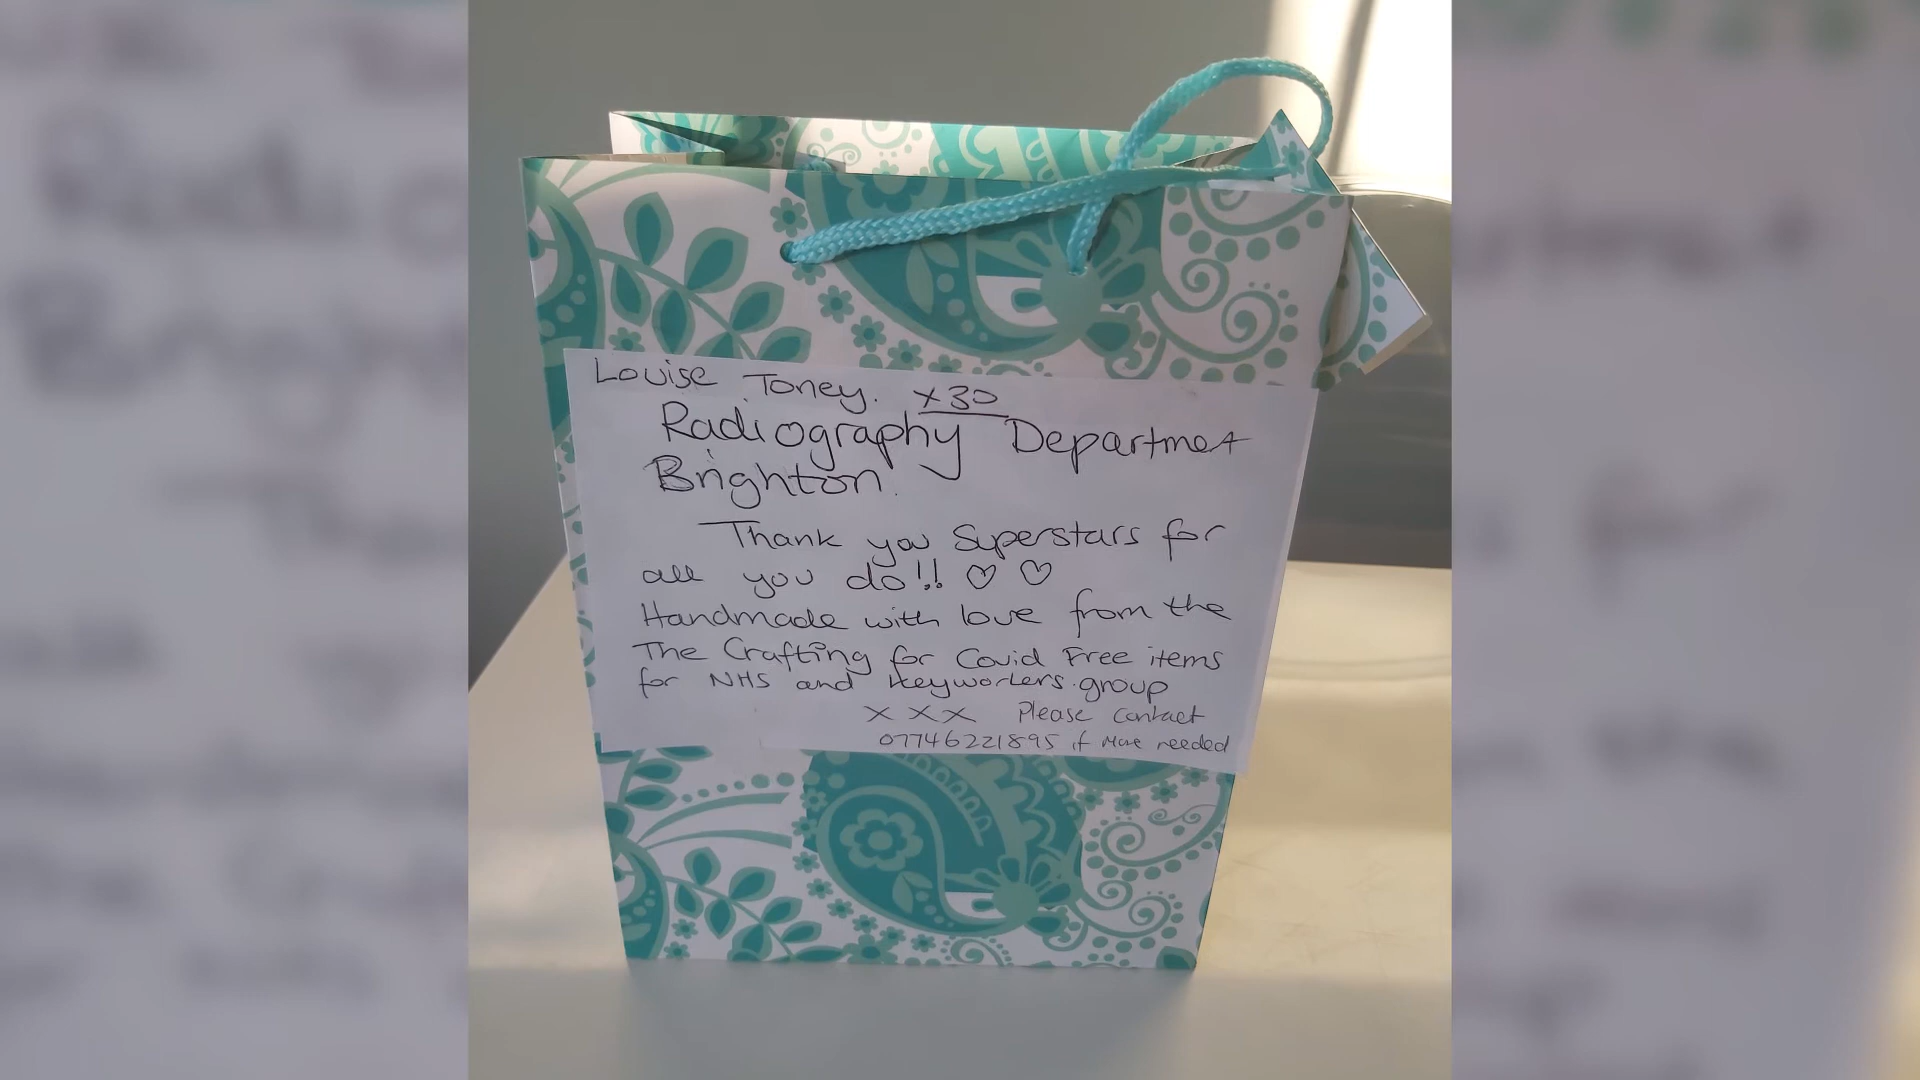 Louise Toney. x30
Radiography Departmet
Brighton.
Thank you Superstars for
all you do!!! ♡ ♡
Handmade with love from the
The Crafting for Covid Free items
for NHS and Keyworkers group
x x x Please contact
07746221895 if more needed